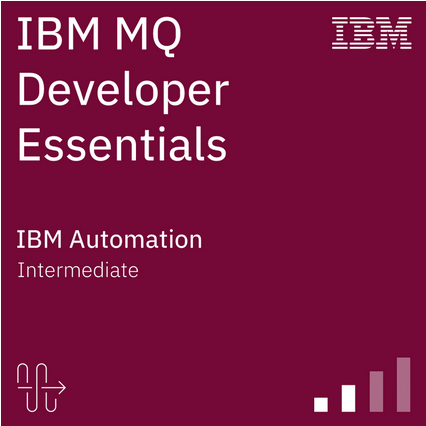 IBM MQ
IBM
Developer
Essentials
IBM Automation
Intermediate